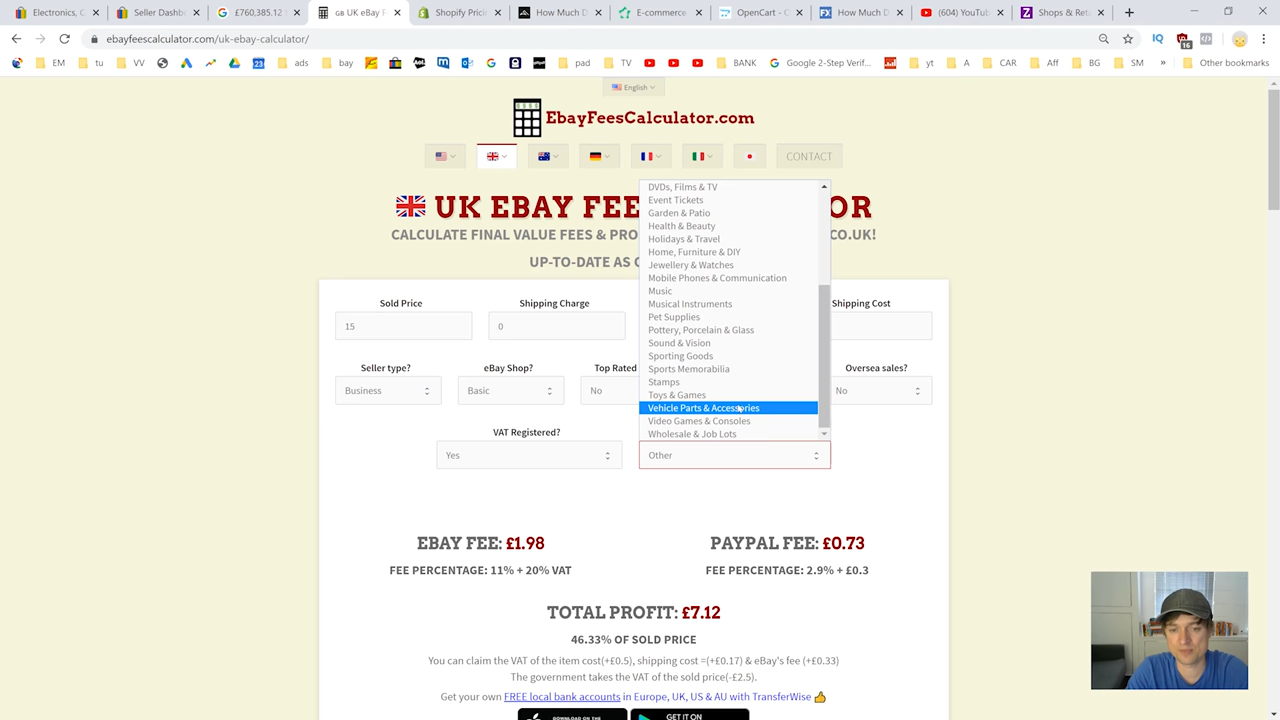 Electronics, C
Seller Dashbo
£760,385.12
GB UK eBay F
Shopify Pricin
How Much D
E-commerce
OpenCart - C
How Much D
(604) YouTu
Shops & Ret
ebayfeescalculator.com/uk-ebay-calculator/
16
EM
tu
VV
23
ads
bay
pad
TV
BANK
Google 2-Step Verif...
yt
A
CAR
Aff
BG
SM
»
Other bookmarks
English
EbayFeesCalculator.com
CONTACT
UK EBAY FEE OR
CALCULATE FINAL VALUE FEES & PRO CO.UK!
UP-TO-DATE AS
DVDs, Films & TV
Event Tickets
Garden & Patio
Health & Beauty
Holidays & Travel
Home, Furniture & DIY
Jewellery & Watches
Mobile Phones & Communication
Music
Musical Instruments
Pet Supplies
Pottery, Porcelain & Glass
Sound & Vision
Sporting Goods
Sports Memorabilia
Stamps
Toys & Games
Vehicle Parts & Accessories
Video Games & Consoles
Wholesale & Job Lots
Sold Price
Shipping Charge
Shipping Cost
15
0
Seller type?
eBay Shop?
Top Rated
Oversea sales?
Business
Basic
No
No
VAT Registered?
Yes
Other
EBAY FEE: £1.98
PAYPAL FEE: £0.73
FEE PERCENTAGE: 11% + 20% VAT
FEE PERCENTAGE: 2.9% + £0.3
TOTAL PROFIT: £7.12
46.33% OF SOLD PRICE
You can claim the VAT of the item cost(+£0.5), shipping cost =(+£0.17) & eBay's fee (+£0.33)
The government takes the VAT of the sold price(-£2.5).
Get your own FREE local bank accounts in Europe, UK, US & AU with TransferWise
DOWNLOAD ON THE
GET IT ON